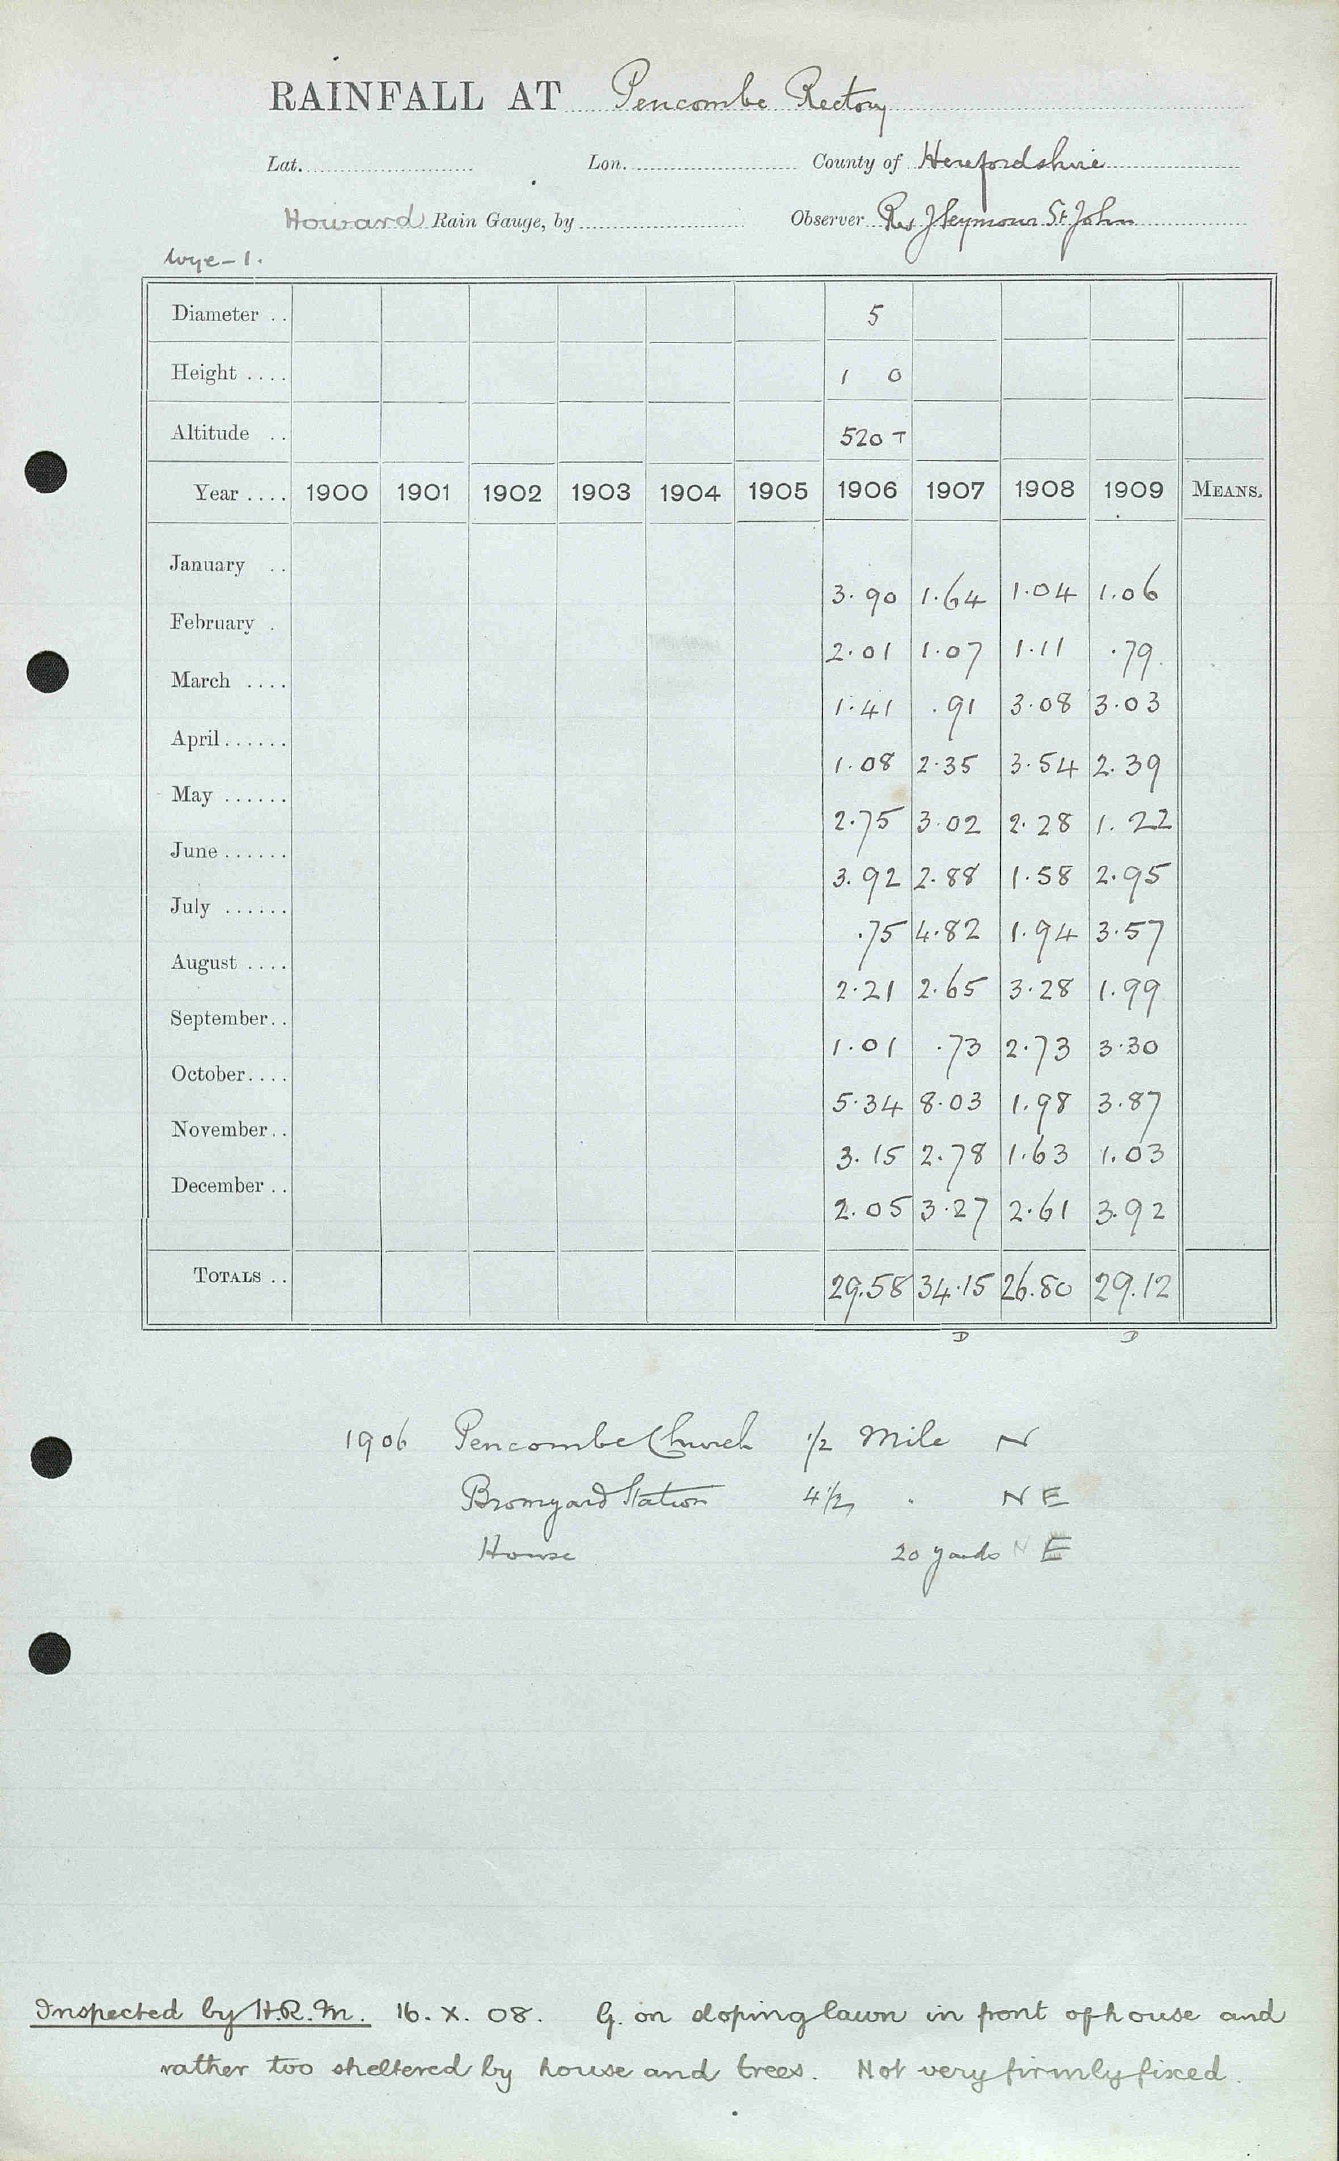 RAINFALL AT Pencombe Rectory
Lat. Lon. County of Herefordshire
Howard Rain Gauge, by Observer Rev J Seymour St John
Wye - 1.
Diameter .. 5
Height .... 1 0
Altitude .. 520 T
Year .... 1900 1901 1902 1903 1904 1905 1906 1907 1908 1909 MEANS.
January .. 3.90 1.64 1.04 1.06
February . 2.01 1.07 1.11 .79
March .... 1.41 .91 3.08 3.03
April...... 1.08 2.35 3.54 2.39
May ...... 2.75 3.02 2.28 1.22
June...... 3.92 2.88 1.58 2.95
July ...... .75 4.82 1.94 3.57
August .... 2.21 2.65 3.28 1.99
September.. 1.01 .73 2.73 3.30
October.... 5.34 8.03 1.98 3.87
November.. 3.15 2.78 1.63 1.03
December .. 2.05 3.27 2.61 3.92
TOTALS .. 29.58 34.15 26.80 29.12
D D
1906 Pencombe Church 1/2 Mile N
Bromyard Station 4 1/2 " N E
House 20 yards N E
Inspected by H.R.M. 16. X. 08. G. on sloping lawn in front of house and
rather too sheltered by house and trees. Not very firmly fixed.